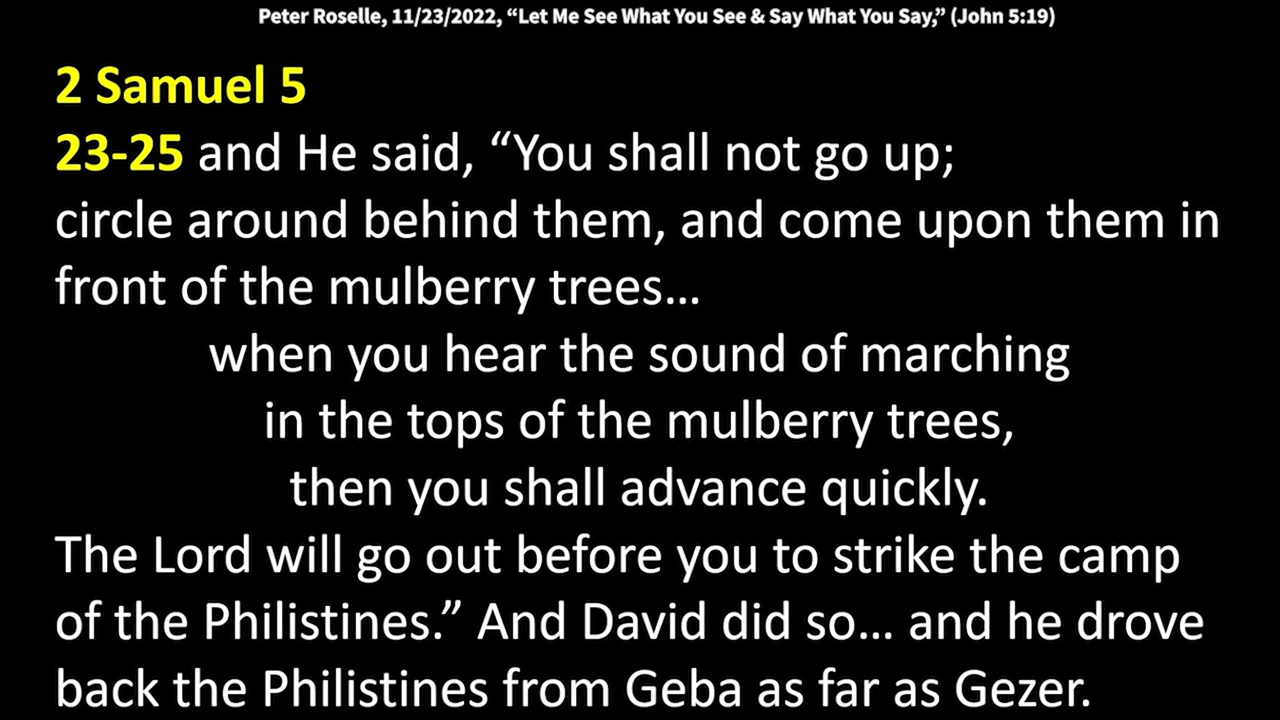 Peter Roselle, 11/23/2022, “Let Me See What You See & Say What You Say,” (John 5:19)
2 Samuel 5
23-25 and He said, “You shall not go up;
circle around behind them, and come upon them in
front of the mulberry trees…
when you hear the sound of marching
in the tops of the mulberry trees,
then you shall advance quickly.
The Lord will go out before you to strike the camp
of the Philistines.” And David did so… and he drove
back the Philistines from Geba as far as Gezer.